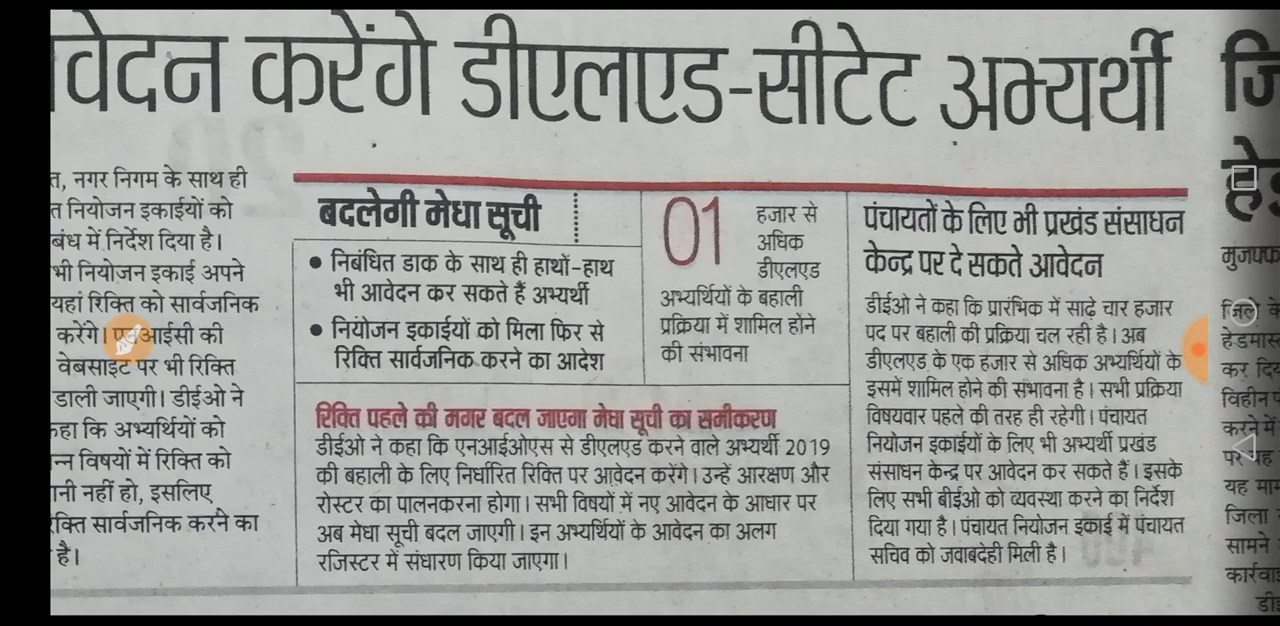 वेदन करेंगे डीएलएड-सीटेट अभ्यर्थी
त, नगर निगम के साथ ही
त नियोजन इकाईयों को
बंध में निर्देश दिया है।
भी नियोजन इकाई अपने
यहां रिक्ति को सार्वजनिक
करेंगे। एनआईसी की
वेबसाइट पर भी रिक्ति
डाली जाएगी। डीईओ ने
कहा कि अभ्यर्थियों को
न्न विषयों में रिक्ति को
नी नहीं हो, इसलिए
रिक्ति सार्वजनिक करने का
है।
बदलेगी मेधा सूची
● निबंधित डाक के साथ ही हाथों-हाथ
भी आवेदन कर सकते हैं अभ्यर्थी
● नियोजन इकाईयों को मिला फिर से
रिक्ति सार्वजनिक करने का आदेश
01
हजार से
अधिक
डीएलएड
अभ्यर्थियों के बहाली
प्रक्रिया में शामिल होने
की संभावना
रिक्ति पहले की मगर बदल जाएगा मेधा सूची का समीकरण
डीईओ ने कहा कि एनआईओएस से डीएलएड करने वाले अभ्यर्थी 2019
की बहाली के लिए निर्धारित रिक्ति पर आवेदन करेंगे। उन्हें आरक्षण और
रोस्टर का पालनकरना होगा। सभी विषयों में नए आवेदन के आधार पर
अब मेधा सूची बदल जाएगी। इन अभ्यर्थियों के आवेदन का अलग
रजिस्टर में संधारण किया जाएगा।
पंचायतों के लिए भी प्रखंड संसाधन
केन्द्र पर दे सकते आवेदन
डीईओ ने कहा कि प्रारंभिक में साढ़े चार हजार
पद पर बहाली की प्रक्रिया चल रही है। अब
डीएलएड के एक हजार से अधिक अभ्यर्थियों के
इसमें शामिल होने की संभावना है। सभी प्रक्रिया
विषयवार पहले की तरह ही रहेगी। पंचायत
नियोजन इकाईयों के लिए भी अभ्यर्थी प्रखंड
संसाधन केन्द्र पर आवेदन कर सकते हैं। इसके
लिए सभी बीईओ को व्यवस्था करने का निर्देश
दिया गया है। पंचायत नियोजन इकाई में पंचायत
सचिव को जवाबदेही मिली है।
जि
मुजफ्फ
जिले के
हेडमास्
कर दि
विहीन
करने में
पर यह
यह माम
जिला
सामने
कार्रवाई
डीई